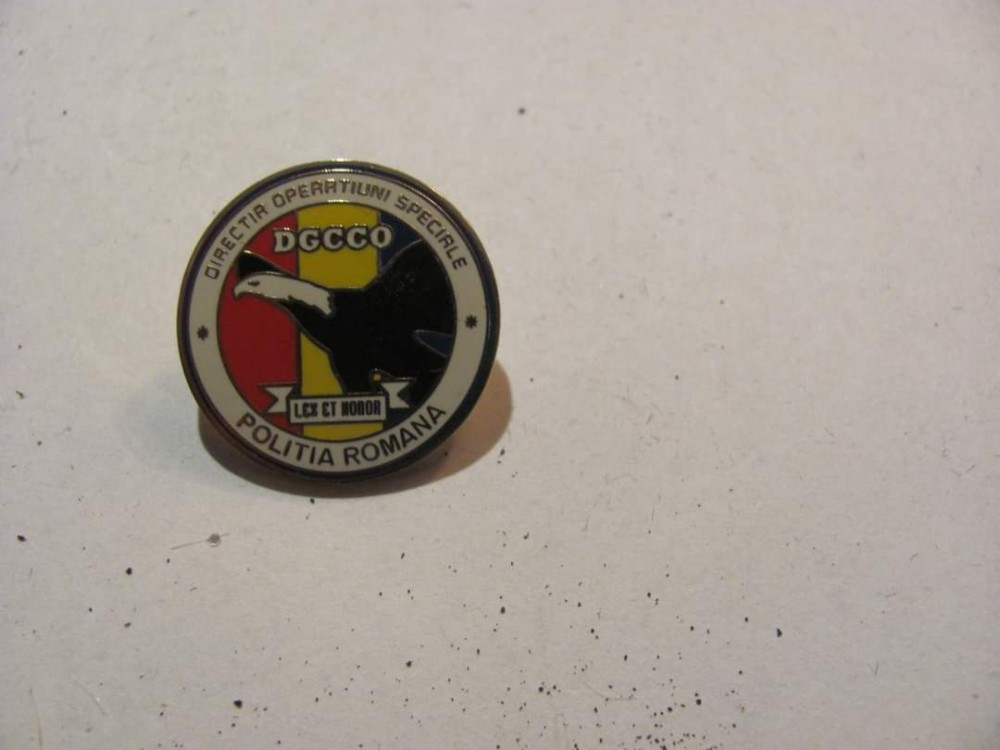 DIRECTIA OPERATIUNI SPECIALE
DGCCO
LEX ET HONOR
POLITIA ROMANA